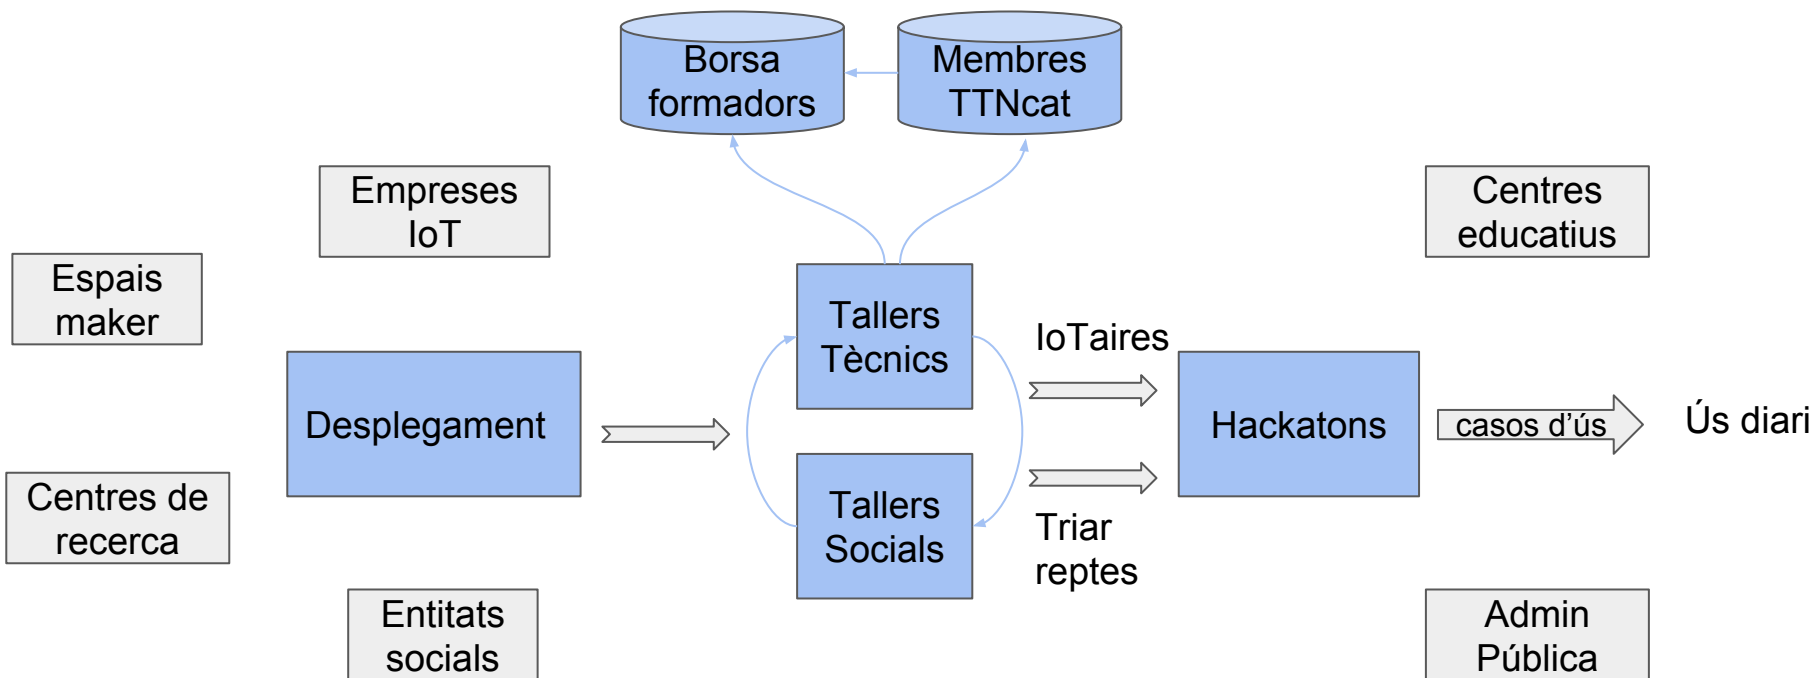 Borsa
formadors
Membres
TTNcat
Empreses
IoT
Centres
educatius
Espais
maker
Tallers
Tècnics
IoTaires
Desplegament
Hackatons
casos d'ús
Ús diari
Centres de
recerca
Tallers
Socials
Triar
reptes
Entitats
socials
Admin
Pública